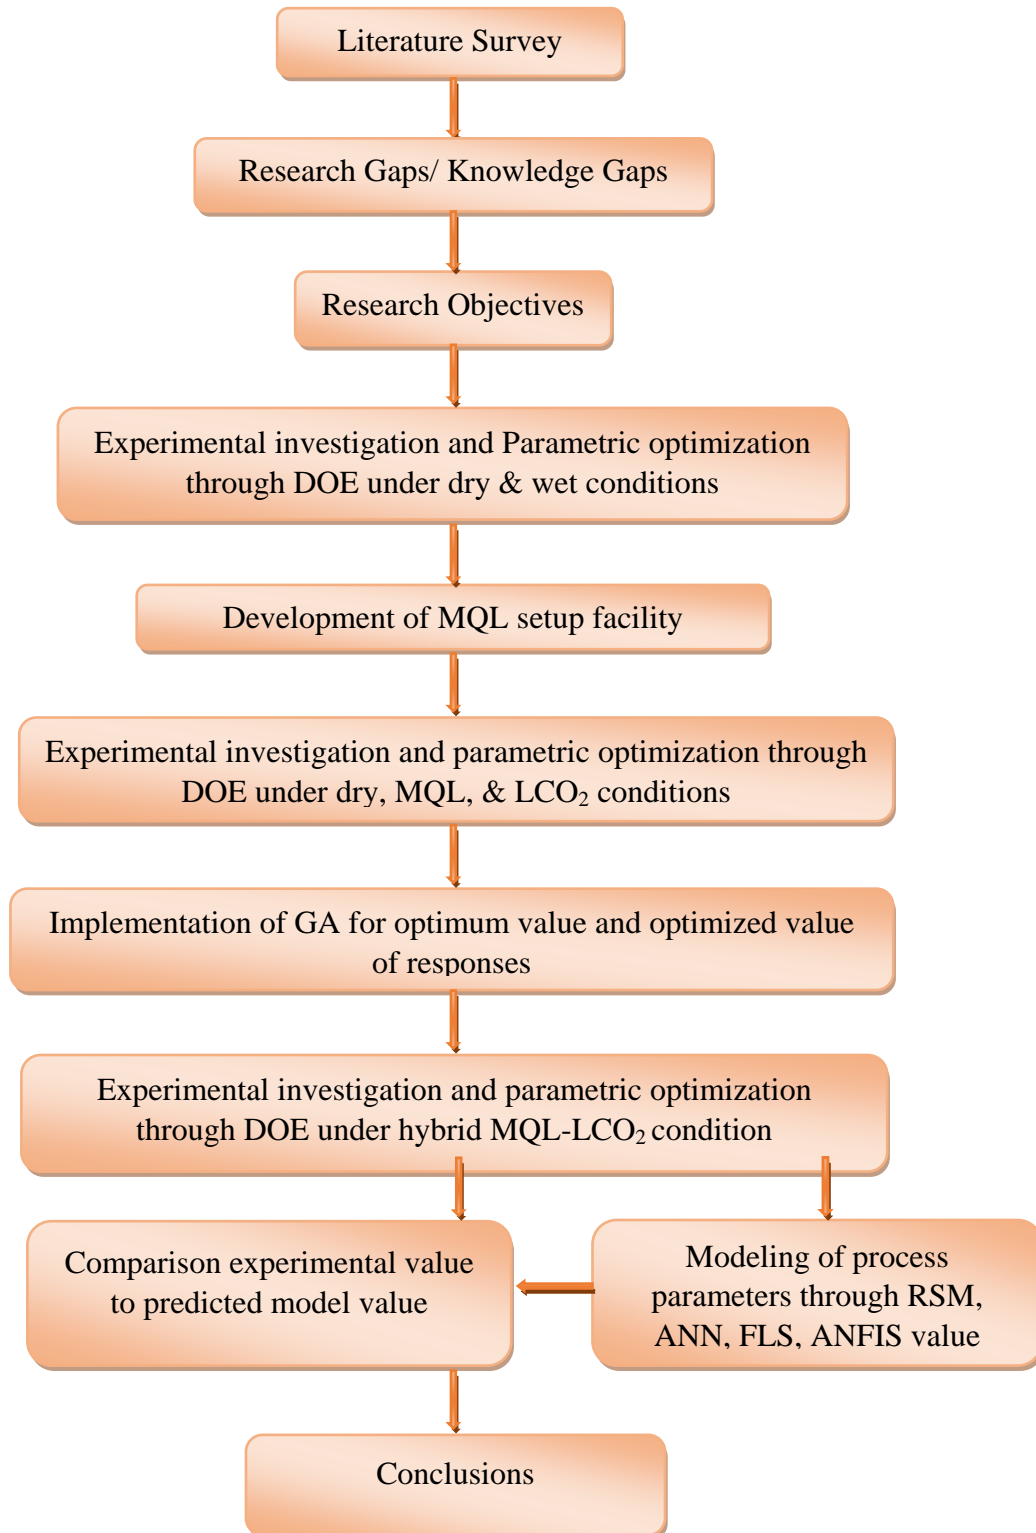 Literature Survey
Research Gaps/ Knowledge Gaps
Research Objectives
Experimental investigation and Parametric optimization
through DOE under dry & wet conditions
Development of MQL setup facility
Experimental investigation and parametric optimization through
DOE under dry, MQL, & LCO₂ conditions
Implementation of GA for optimum value and optimized value
of responses
Experimental investigation and parametric optimization
through DOE under hybrid MQL-LCO₂ condition
Comparison experimental value
to predicted model value
Modeling of process
parameters through RSM,
ANN, FLS, ANFIS value
Conclusions